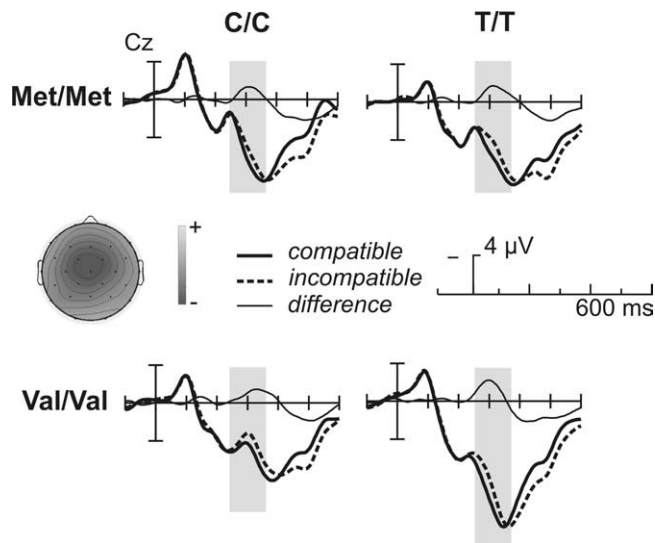 C/C T/T
Cz
Met/Met
+
-
compatible
incompatible
difference
– 4 µV
600 ms
Val/Val